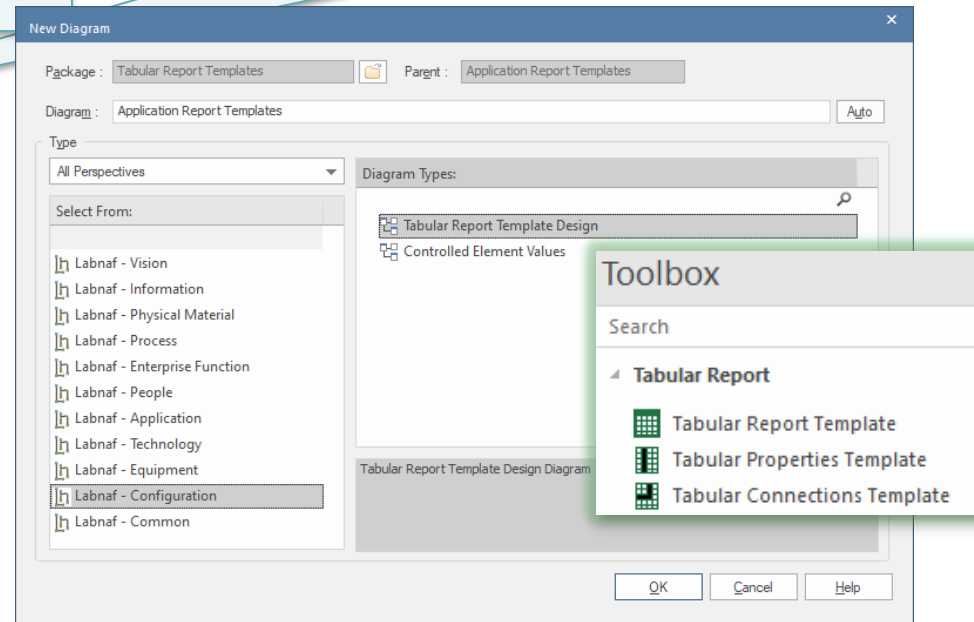 New Diagram
Package : Tabular Report Templates
Parent : Application Report Templates
Diagram : Application Report Templates
Auto
Type
All Perspectives
Select From:
Labnaf - Vision
Labnaf - Information
Labnaf - Physical Material
Labnaf - Process
Labnaf - Enterprise Function
Labnaf - People
Labnaf - Application
Labnaf - Technology
Labnaf - Equipment
Labnaf - Configuration
Labnaf - Common
Diagram Types:
Tabular Report Template Design
Controlled Element Values
Tabular Report Template Design Diagram
Toolbox
Search
Tabular Report
Tabular Report Template
Tabular Properties Template
Tabular Connections Template
OK
Cancel
Help